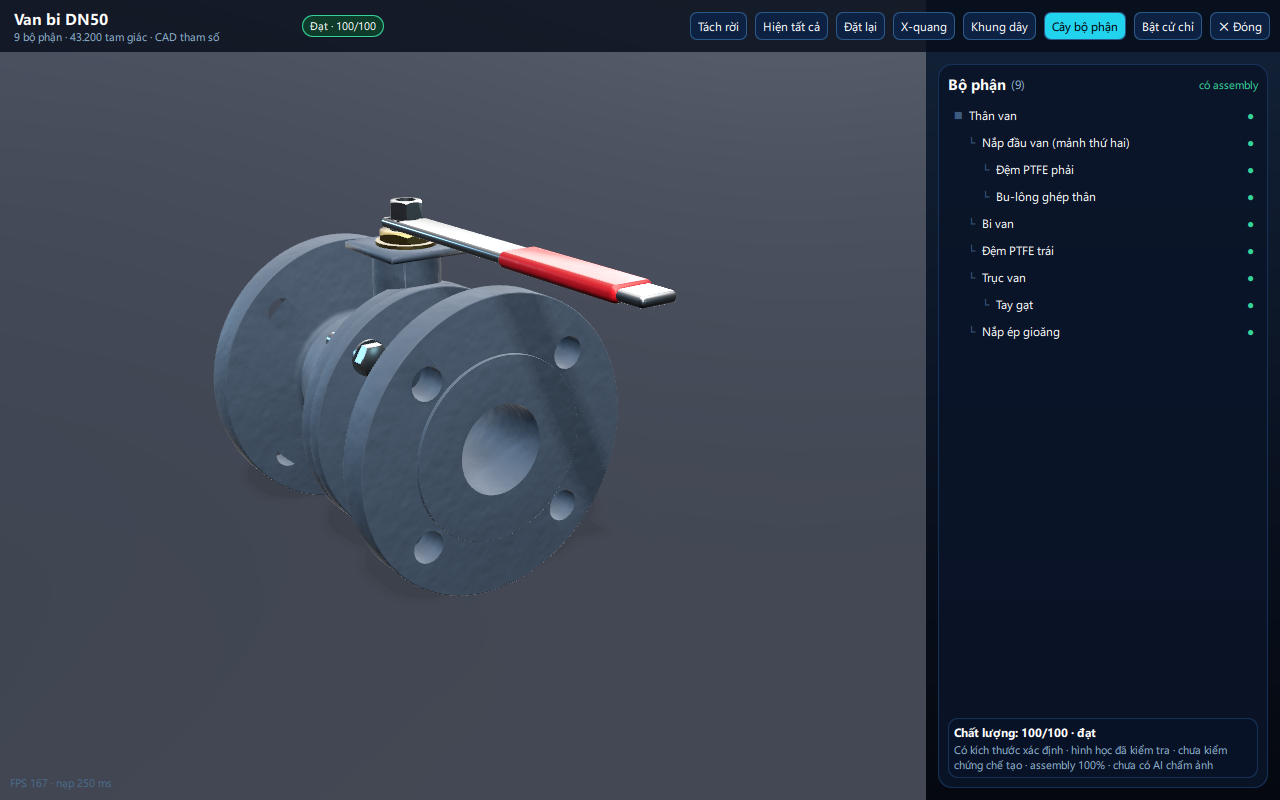 Van bi DN50
9 bộ phận · 43.200 tam giác · CAD tham số
Đạt · 100/100
Tách rời
Hiện tất cả
Đặt lại
X-quang
Khung dây
Cây bộ phận
Bật cử chỉ
✕ Đóng
Bộ phận (9)
có assembly
Thân van
Nắp đầu van (mảnh thứ hai)
Đệm PTFE phải
Bu-lông ghép thân
Bi van
Đệm PTFE trái
Trục van
Tay gạt
Nắp ép gioăng
Chất lượng: 100/100 · đạt
Có kích thước xác định · hình học đã kiểm tra · chưa kiểm
chứng chế tạo · assembly 100% · chưa có AI chấm ảnh
FPS 167 · nạp 250 ms